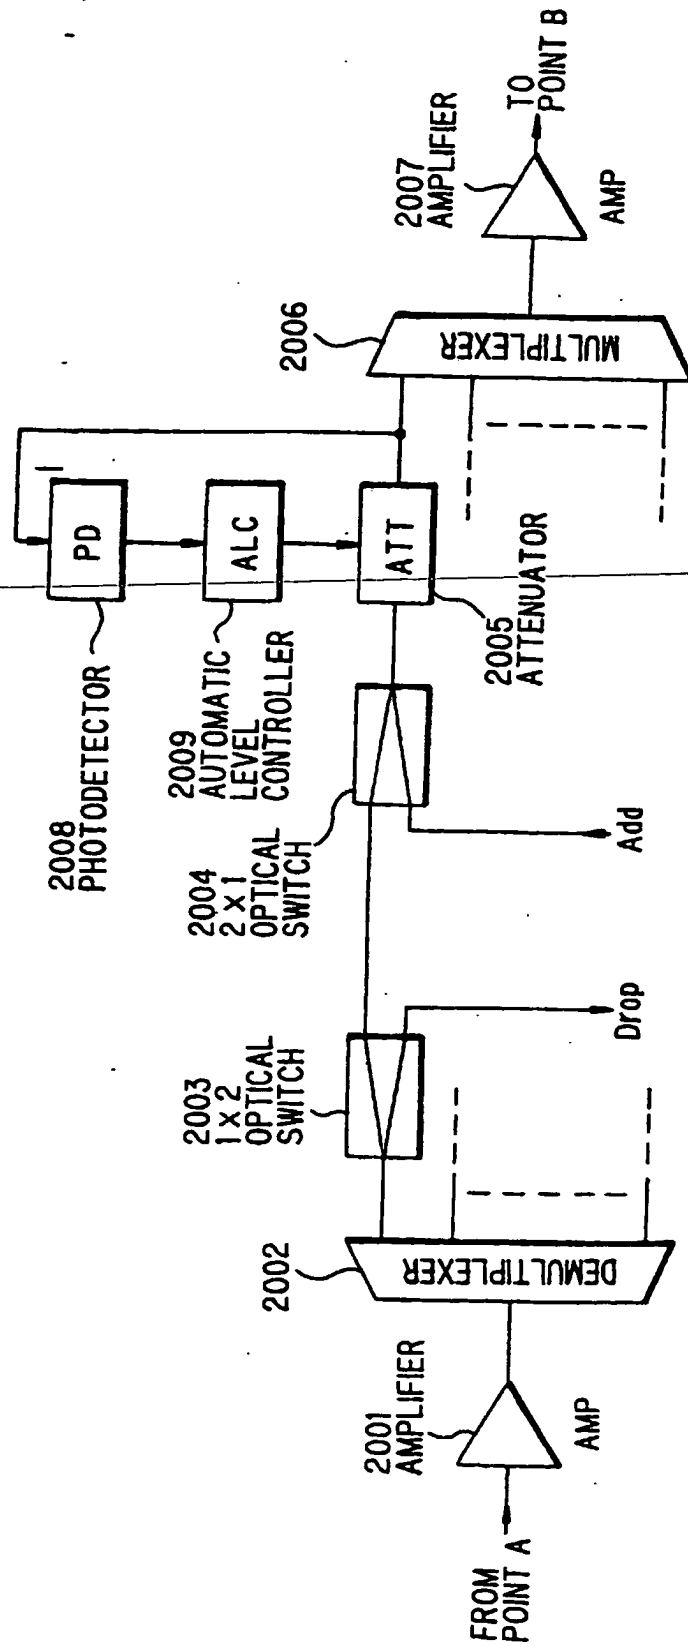 2008
PHOTODETECTOR
PD
2009
AUTOMATIC
LEVEL
CONTROLLER
ALC
2003
1 X 2
OPTICAL
SWITCH
2004
2 X 1
OPTICAL
SWITCH
ATT
2005
ATTENUATOR
2006
MULTIPLEXER
2007
AMPLIFIER
AMP
TO
POINT B
FROM
POINT A
2001
AMPLIFIER
AMP
2002
DEMULTIPLEXER
Drop
Add